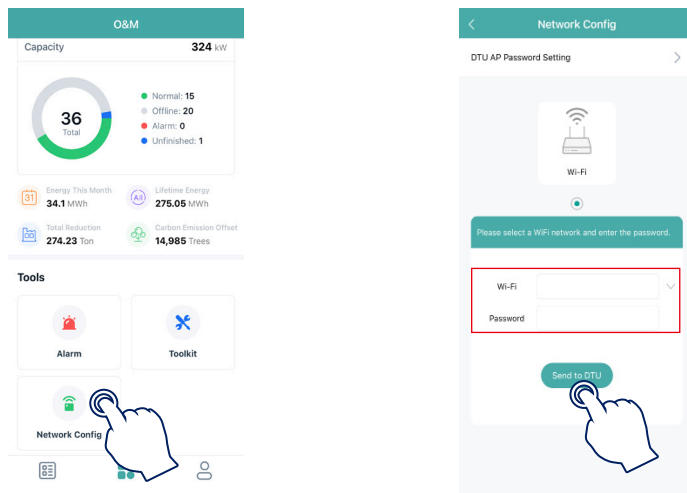 O&M
Capacity 324 kW
36
Total
Normal: 15
Offline: 20
Alarm: 0
Unfinished: 1
31
Energy This Month
34.1 MWh
All
Lifetime Energy
275.05 MWh
Total Reduction
274.23 Ton
Carbon Emission Offset
14,985 Trees
Tools
Alarm
Toolkit
Network Config
Network Config
DTU AP Password Setting
Wi-Fi
Please select a WiFi network and enter the password.
Wi-Fi
Password
Send to DTU